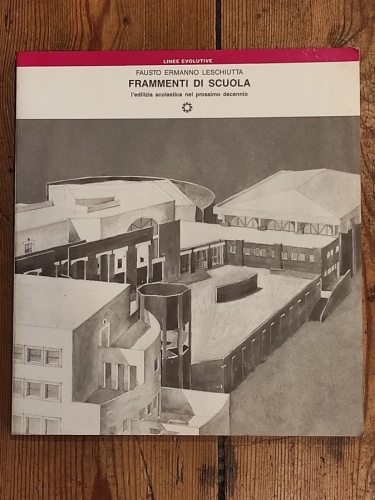 LINEE EVOLUTIVE
FAUSTO ERMANNO LESCHIUTTA
FRAMMENTI DI SCUOLA
l'edilizia scolastica nel prossimo decennio